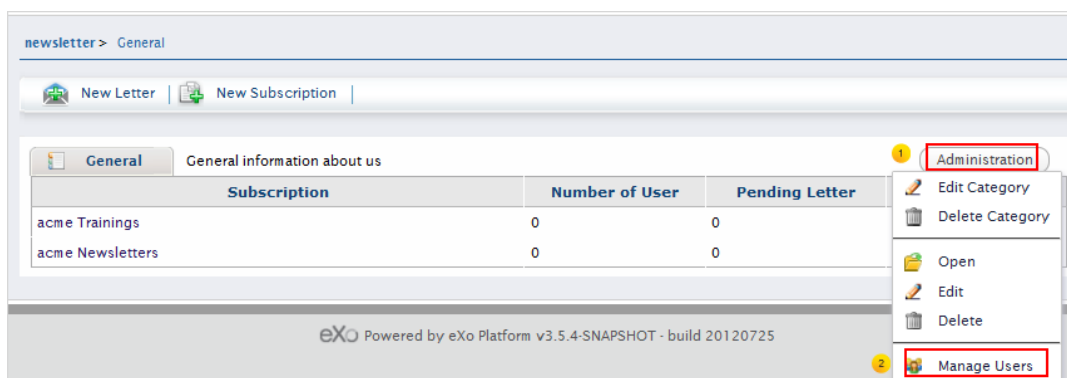 newsletter > General
New Letter | New Subscription |
General General information about us 1 Administration
Subscription Number of User Pending Letter
Edit Category
acme Trainings 0 0 Delete Category
acme Newsletters 0 0
Open
Edit
Delete
eXo Powered by eXo Platform v3.5.4-SNAPSHOT - build 20120725
2 Manage Users